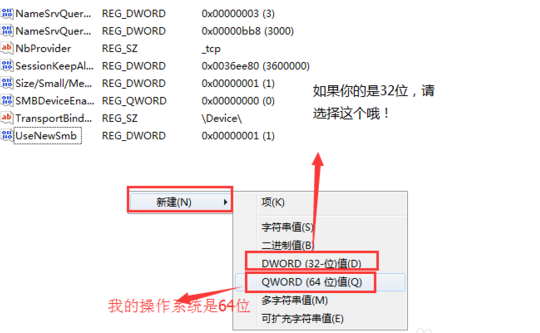 NameSrvQuer... REG_DWORD 0x00000003 (3)
NameSrvQuer... REG_DWORD 0x00000bb8 (3000)
NbProvider REG_SZ _tcp
SessionKeepAl... REG_DWORD 0x0036ee80 (3600000)
Size/Small/Me... REG_DWORD 0x00000001 (1)
SMBDeviceEna... REG_QWORD 0x00000000 (0)
TransportBind... REG_SZ \Device\
UseNewSmb REG_DWORD 0x00000001 (1)
如果你的是32位，请
选择这个哦！
新建(N)
项(K)
字符串值(S)
二进制值(B)
DWORD (32-位)值(D)
QWORD (64 位)值(Q)
多字符串值(M)
可扩充字符串值(E)
我的操作系统是64位